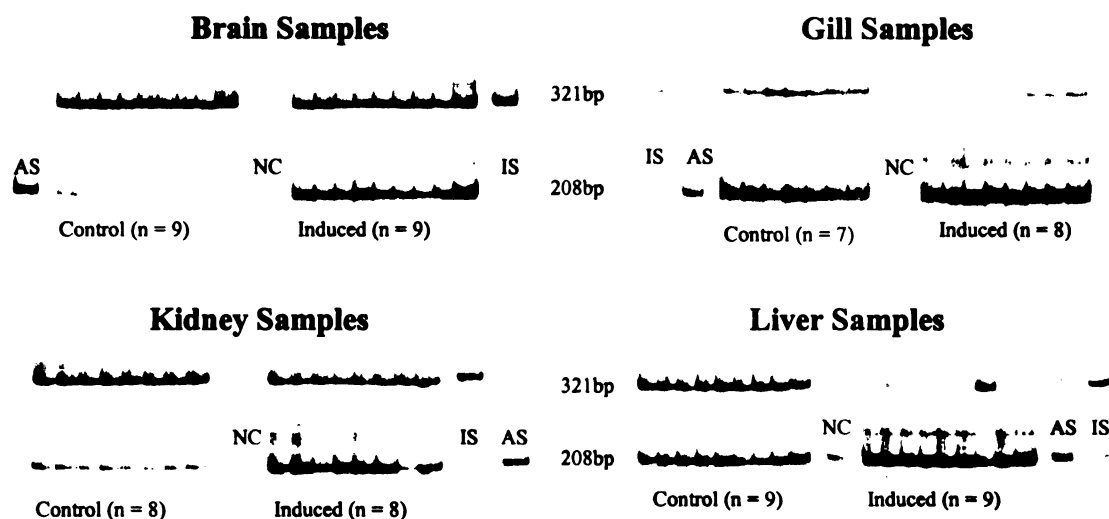 Brain Samples
Gill Samples
321bp
AS
NC
IS
IS
AS
NC
208bp
Control (n = 9)
Induced (n = 9)
Control (n = 7)
Induced (n = 8)
Kidney Samples
Liver Samples
321bp
NC
IS
AS
NC
AS
IS
208bp
Control (n = 8)
Induced (n = 8)
Control (n = 9)
Induced (n = 9)